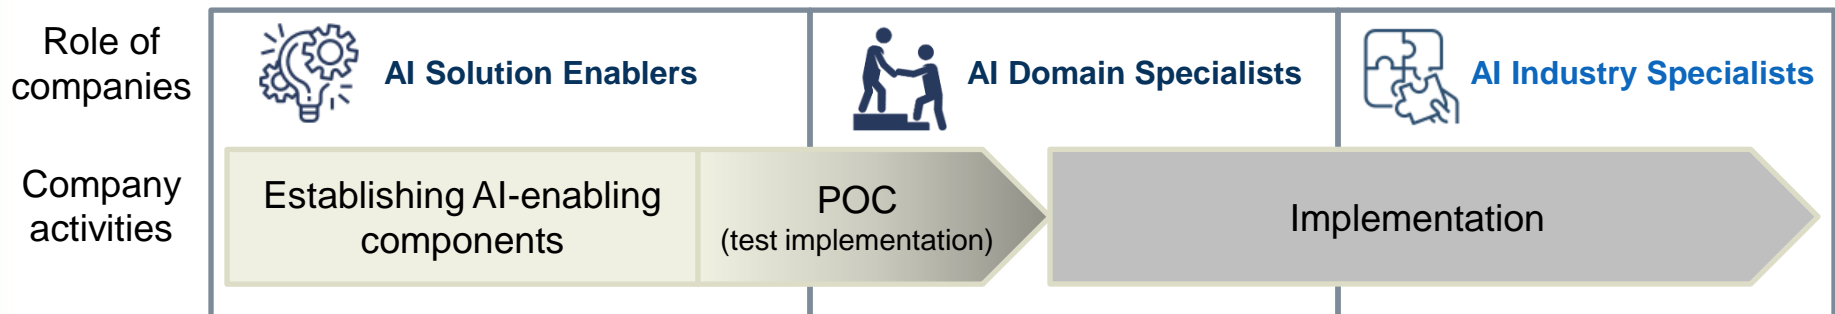 Role of
companies
AI Solution Enablers
AI Domain Specialists
AI Industry Specialists
Company
activities
Establishing AI-enabling
components
POC
(test implementation)
Implementation